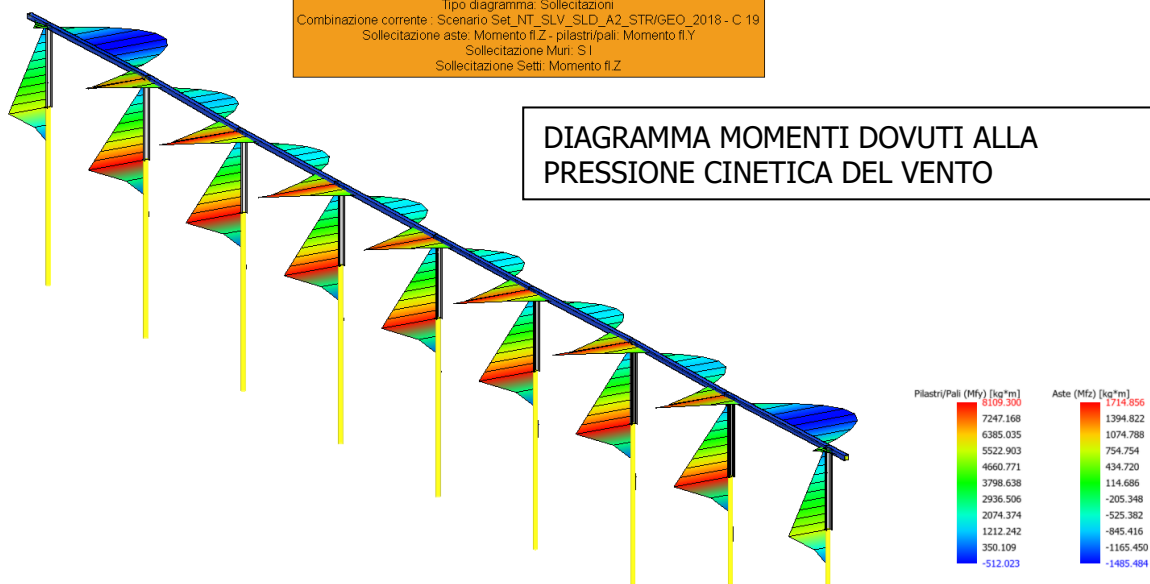 Tipo diagramma: Sollecitazioni
Combinazione corrente : Scenario Set_NT_SLV_SLD_A2_STR/GEO_2018 - C 19
Sollecitazione aste: Momento fl.Z - pilastri/pali: Momento fl.Y
Sollecitazione Muri: S I
Sollecitazione Setti: Momento fl.Z
DIAGRAMMA MOMENTI DOVUTI ALLA
PRESSIONE CINETICA DEL VENTO
Pilastri/Pali (Mfy) [kg*m]
8109.300
7247.168
6385.035
5522.903
4660.771
3798.638
2936.506
2074.374
1212.242
350.109
-512.023
Aste (Mfz) [kg*m]
1714.856
1394.822
1074.788
754.754
434.720
114.686
-205.348
-525.382
-845.416
-1165.450
-1485.484